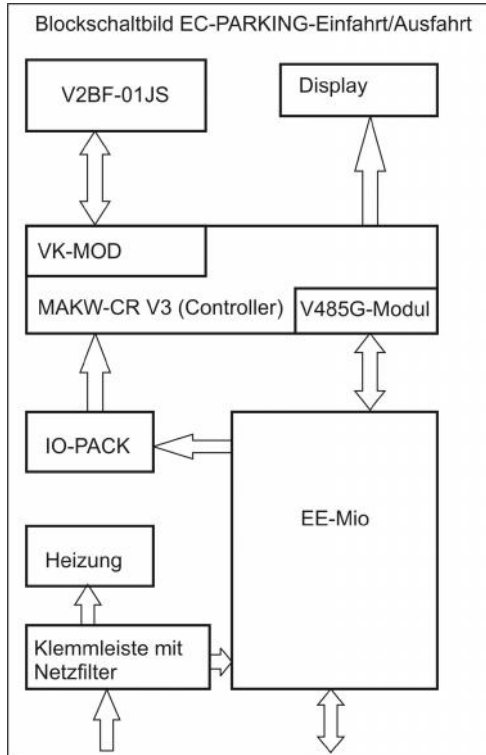 Blockschaltbild EC-PARKING-Einfahrt/Ausfahrt
V2BF-01JS
Display
VK-MOD
MAKW-CR V3 (Controller)
V485G-Modul
IO-PACK
EE-Mio
Heizung
Klemmleiste mit
Netzfilter